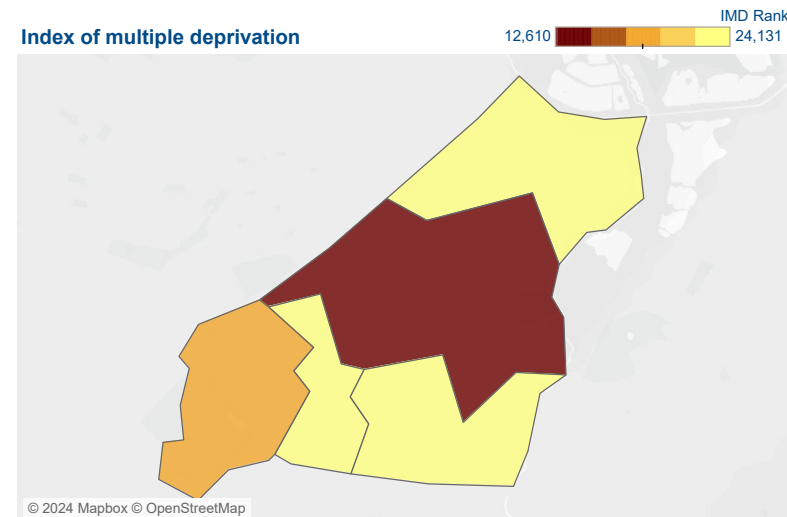 IMD Rank
Index of multiple deprivation
12,610
24,131
© 2024 Mapbox © OpenStreetMap